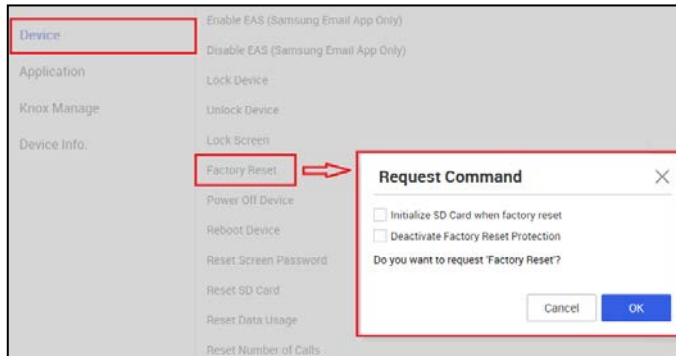 Device
Application
Knox Manage
Device Info.
Enable EAS (Samsung Email App Only)
Disable EAS (Samsung Email App Only)
Lock Device
Unlock Device
Lock Screen
Factory Reset
Power Off Device
Reboot Device
Reset Screen Password
Reset SD Card
Reset Data Usage
Reset Number of Calls
Request Command
Initialize SD Card when factory reset
Deactivate Factory Reset Protection
Do you want to request 'Factory Reset'?
Cancel OK